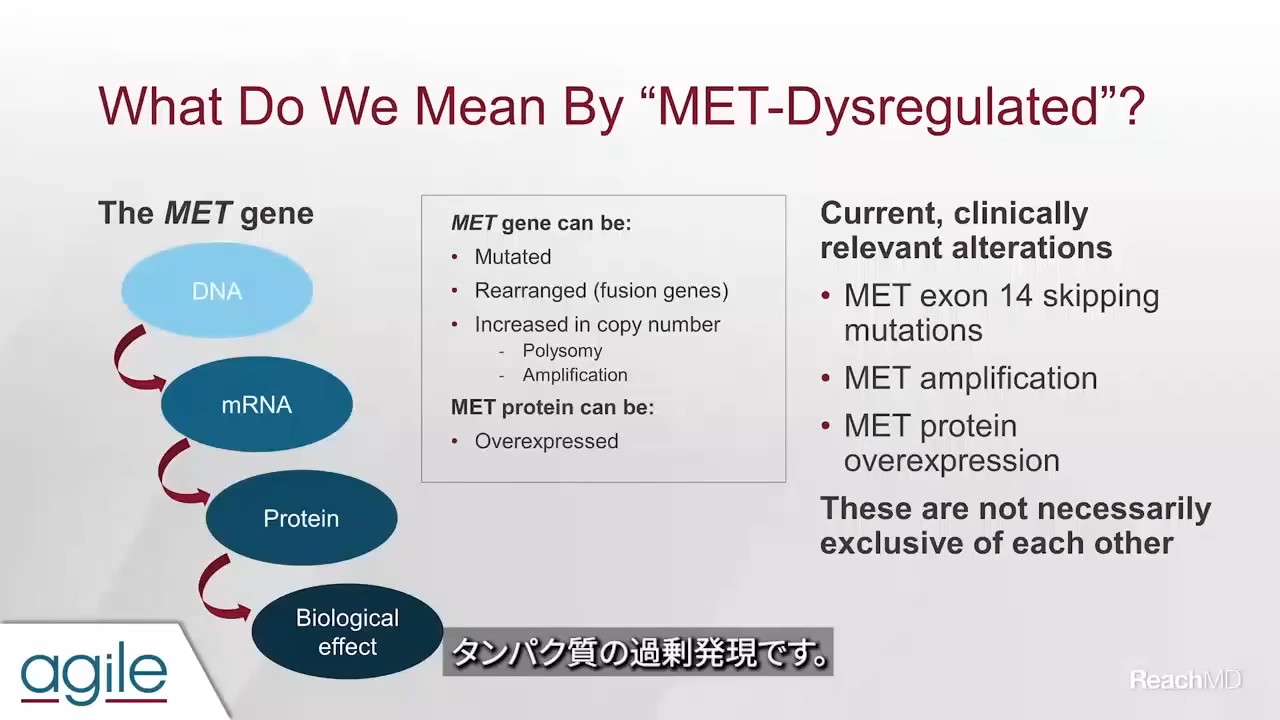 What Do We Mean By “MET-Dysregulated”?
The MET gene
DNA
mRNA
Protein
Biological
effect
MET gene can be:
• Mutated
• Rearranged (fusion genes)
• Increased in copy number
- Polysomy
- Amplification
MET protein can be:
• Overexpressed
Current, clinically
relevant alterations
• MET exon 14 skipping
mutations
• MET amplification
• MET protein
overexpression
These are not necessarily
exclusive of each other
タンパク質の過剰発現です。
agile
ReachMD